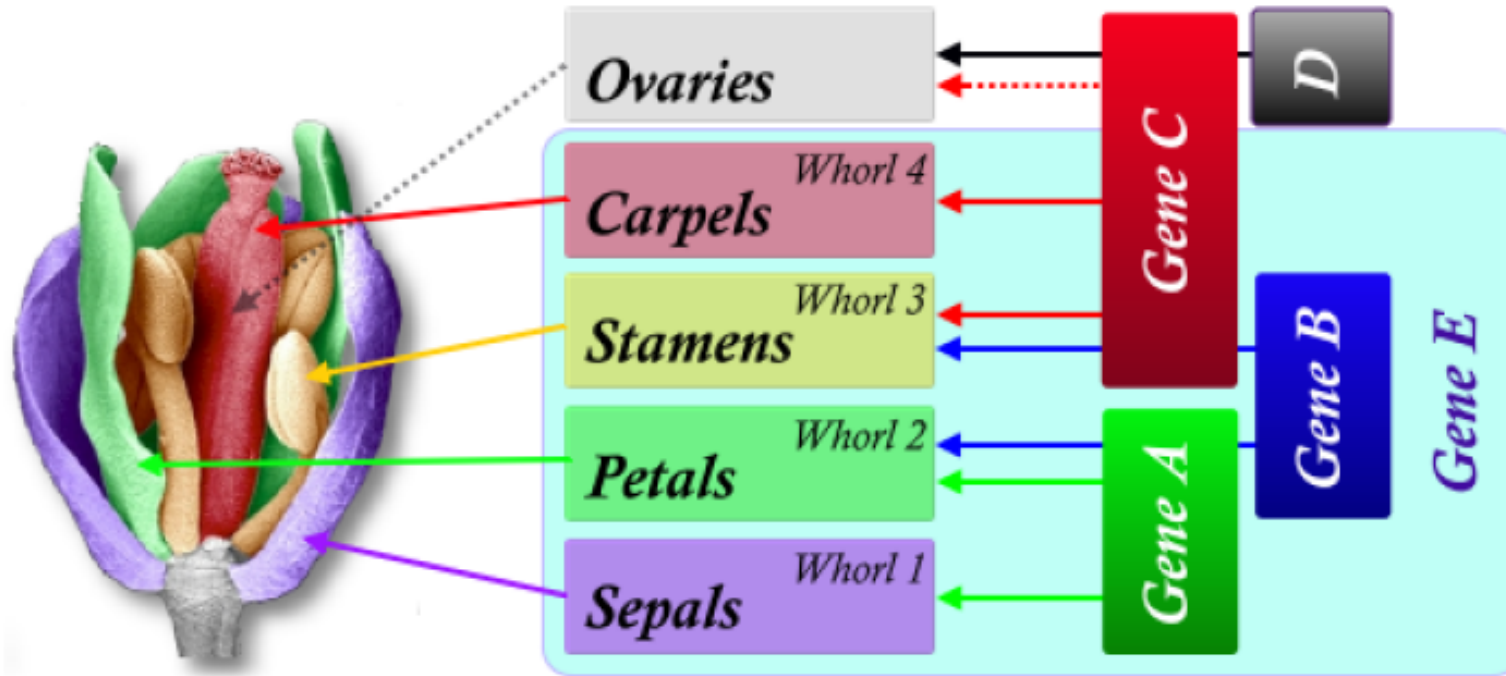 Ovaries
D
Gene C
Whorl 4
Carpels
Whorl 3
Stamens
Gene B
Gene E
Whorl 2
Petals
Gene A
Whorl 1
Sepals